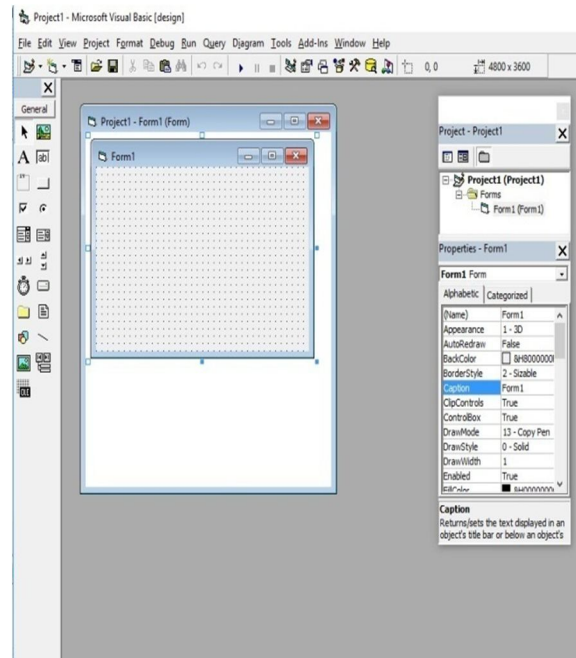 Project1 - Microsoft Visual Basic [design]
File Edit View Project Format Debug Run Query Diagram Tools Add-Ins Window Help
0, 0 4800 x 3600
General
Project1 - Form1 (Form)
Form1
Project - Project1
Project1 (Project1)
Forms
Form1 (Form1)
Properties - Form1
Form1 Form
Alphabetic Categorized
(Name) Form1
Appearance 1 - 3D
AutoRedraw False
BackColor
BorderStyle 2 - Sizable
Caption Form1
ClipControls True
ControlBox True
DrawMode 13 - Copy Pen
DrawStyle 0 - Solid
DrawWidth 1
Enabled True
Caption
Returns/sets the text displayed in an
object's title bar or below an object's